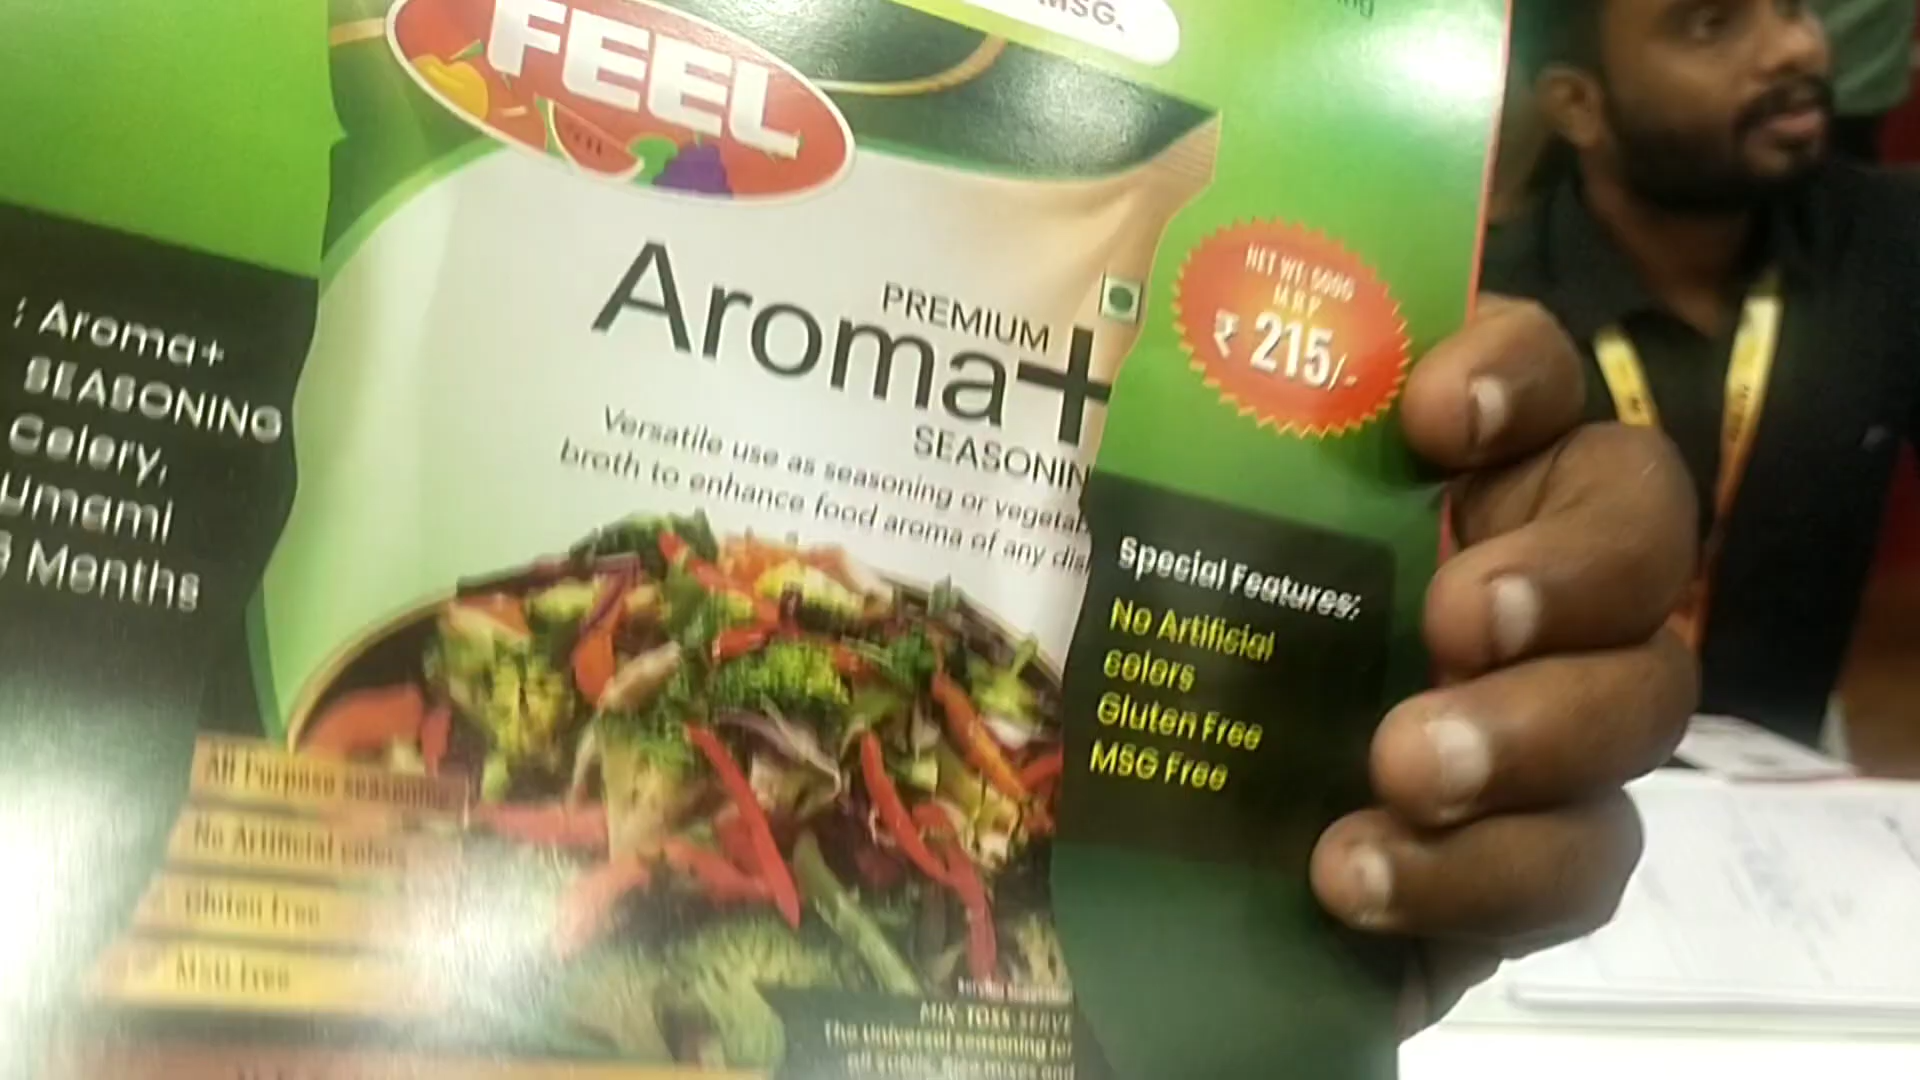 MSG.
FEEL
PREMIUM
Aroma+
SEASONIN
Versatile use as seasoning or vegetab
broth to enhance food aroma of any dis
NET WT: 500G
M.R.P
₹ 215/-
: Aroma+
SEASONING
Celery,
Umami
Months
Special Features:
No Artificial
colors
Gluten Free
MSG Free
All Purpose seasoning
No Artificial colors
Gluten Free
MSG Free
MIX TOSS SERVE
The universal seasoning for